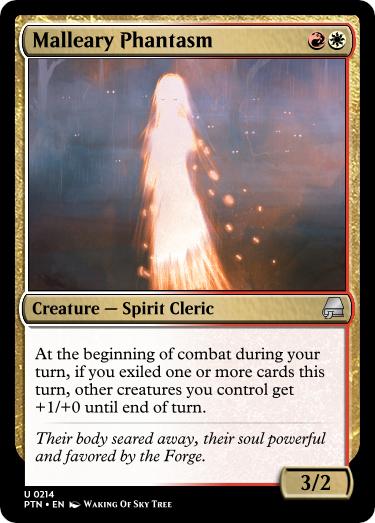 Malleary Phantasm
Creature — Spirit Cleric
At the beginning of combat during your
turn, if you exiled one or more cards this
turn, other creatures you control get
+1/+0 until end of turn.
Their body seared away, their soul powerful
and favored by the Forge.
3/2
U 0214
PTN • EN Waking Of Sky Tree